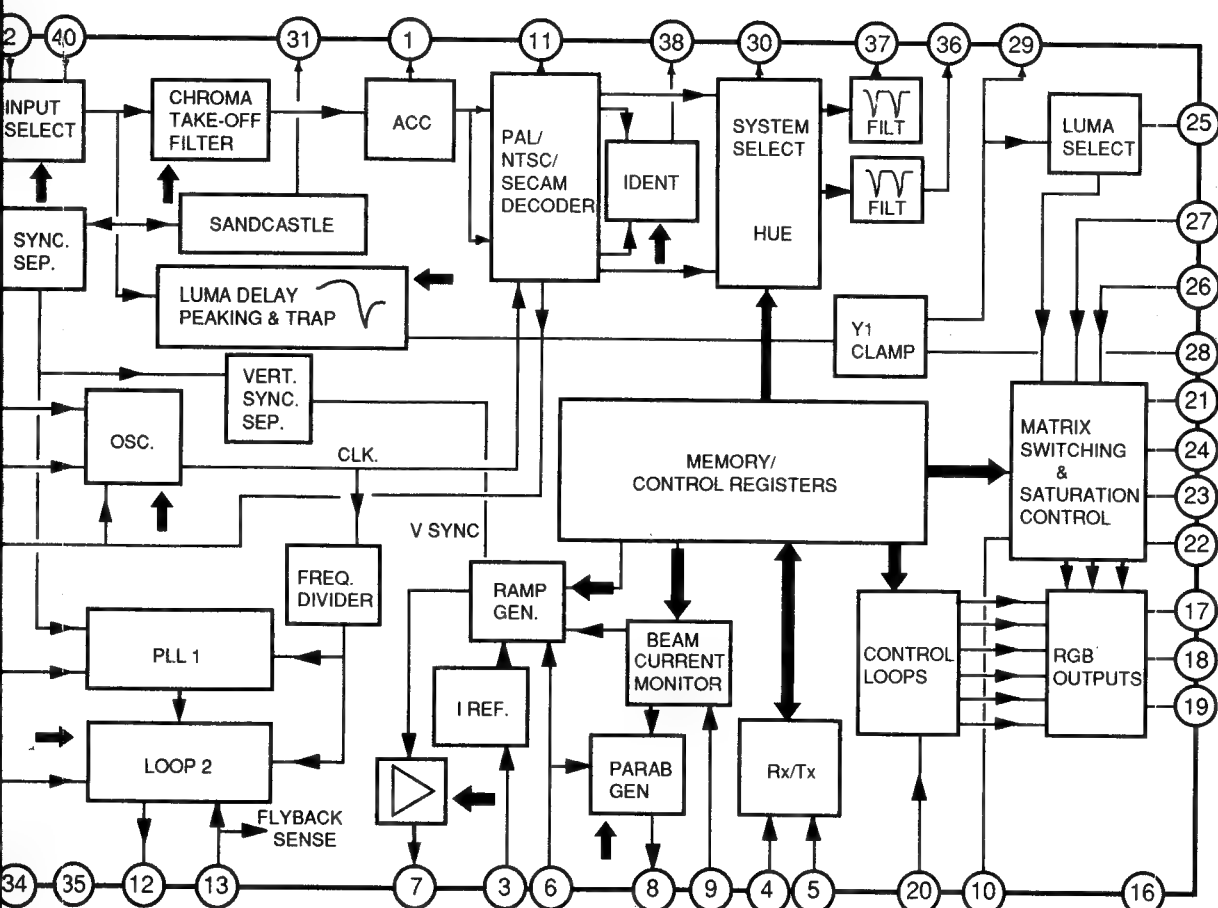 2
40
31
1
11
38
30
37
36
29
INPUT
SELECT
CHROMA
TAKE-OFF
FILTER
ACC
PAL/
NTSC/
SECAM
DECODER
IDENT
SYSTEM
SELECT
HUE
FILT
FILT
LUMA
SELECT
25
SYNC.
SEP.
SANDCASTLE
27
LUMA DELAY
PEAKING & TRAP
26
Y1
CLAMP
28
VERT.
SYNC.
SEP.
OSC.
CLK.
MEMORY/
CONTROL REGISTERS
MATRIX
SWITCHING
&
SATURATION
CONTROL
21
24
23
22
V SYNC
FREQ.
DIVIDER
RAMP
GEN.
PLL 1
BEAM
CURRENT
MONITOR
CONTROL
LOOPS
RGB
OUTPUTS
17
18
19
I REF.
LOOP 2
PARAB
GEN
Rx/Tx
FLYBACK
SENSE
34
35
12
13
7
3
6
8
9
4
5
20
10
16